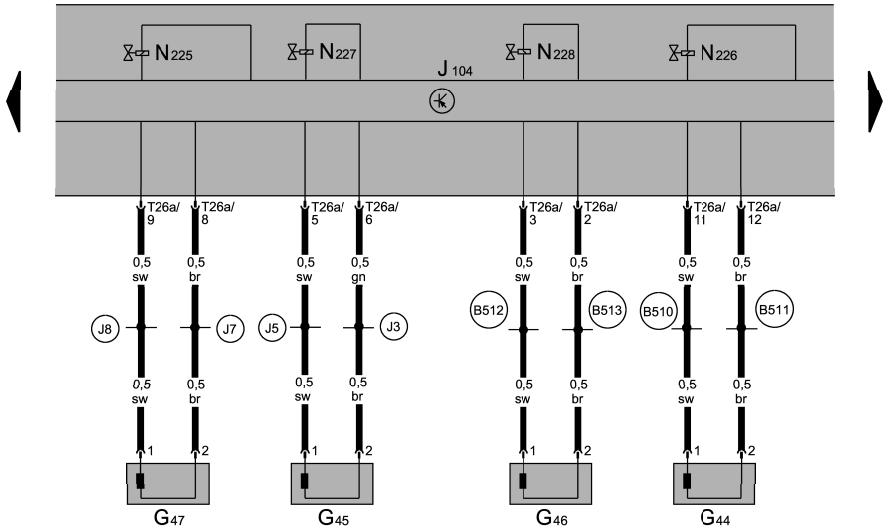 N225 N227 N228 N226
J 104
T26a/ T26a/ T26a/ T26a/ T26a/ T26a/ T26a/ T26a/
9 8 5 6 3 2 11 12
0,5 0,5 0,5 0,5 0,5 0,5 0,5 0,5
sw br sw gn sw br sw br
J8 J7 J5 J3 B512 B513 B510 B511
0,5 0,5 0,5 0,5 0,5 0,5 0,5 0,5
sw br sw br sw br sw br
1 2 1 2 1 2 1 2
G47 G45 G46 G44